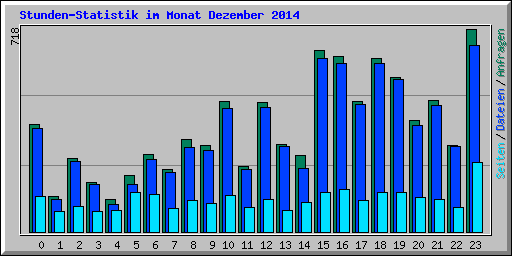 Stunden-Statistik im Monat Dezember 2014
718
Seiten / Dateien / Anfragen
0 1 2 3 4 5 6 7 8 9 10 11 12 13 14 15 16 17 18 19 20 21 22 23